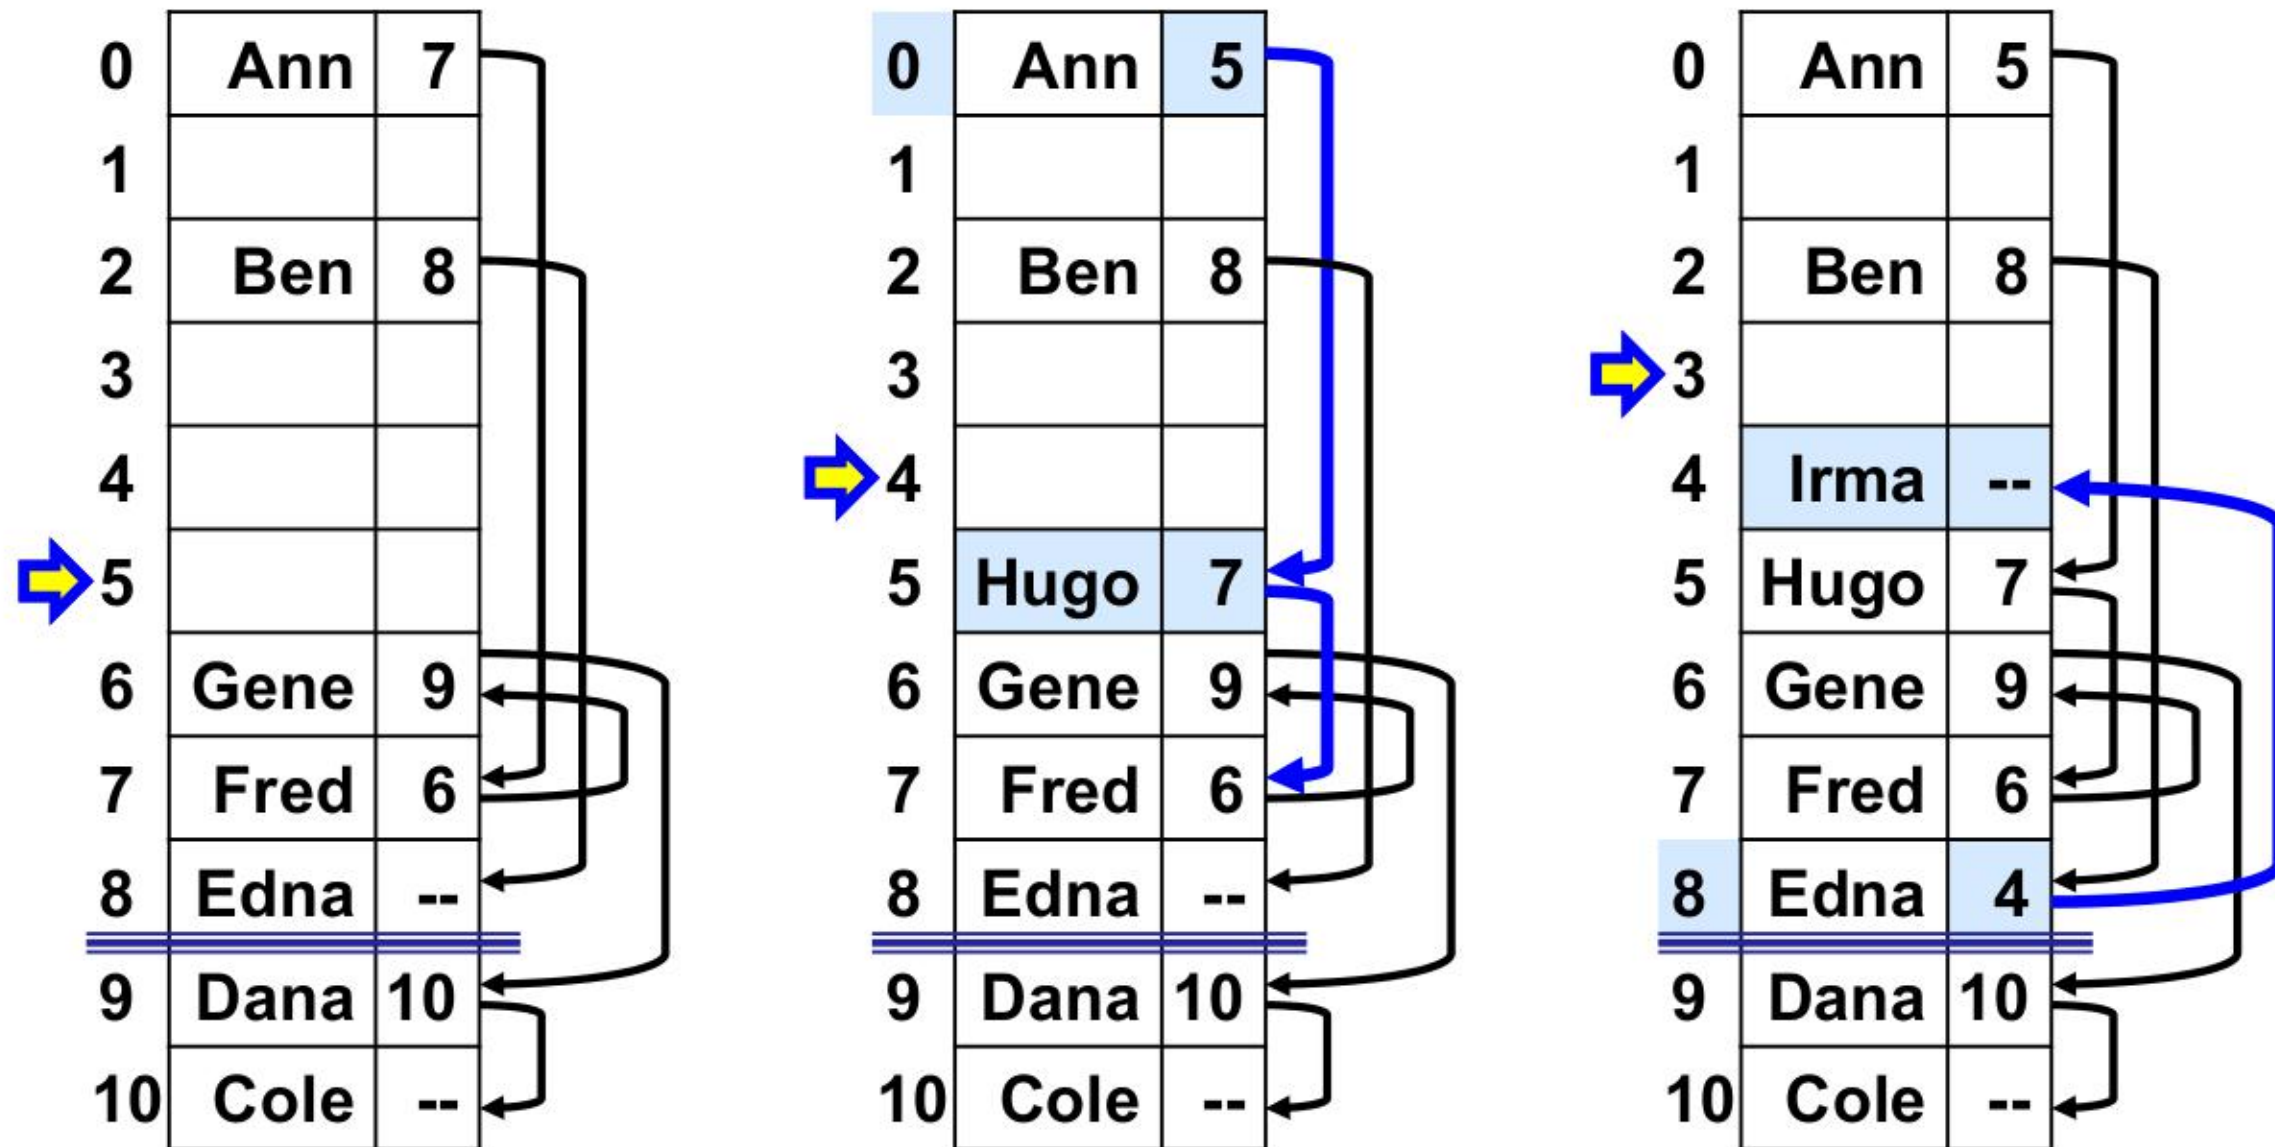 0 Ann 7
1
2 Ben 8
3
4
5
6 Gene 9
7 Fred 6
8 Edna --
9 Dana 10
10 Cole --
0 Ann 5
1
2 Ben 8
3
4
5 Hugo 7
6 Gene 9
7 Fred 6
8 Edna --
9 Dana 10
10 Cole --
0 Ann 5
1
2 Ben 8
3
4 Irma --
5 Hugo 7
6 Gene 9
7 Fred 6
8 Edna 4
9 Dana 10
10 Cole --